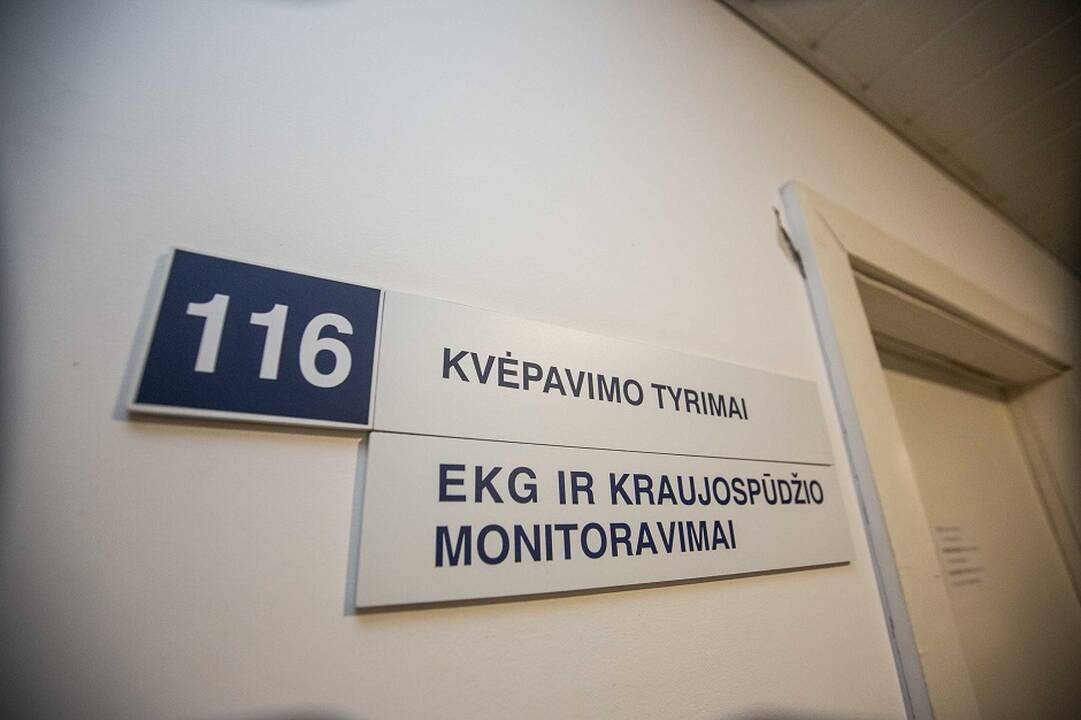 116
KVĖPAVIMO TYRIMAI
EKG IR KRAUJOSPŪDŽIO
MONITORAVIMAI